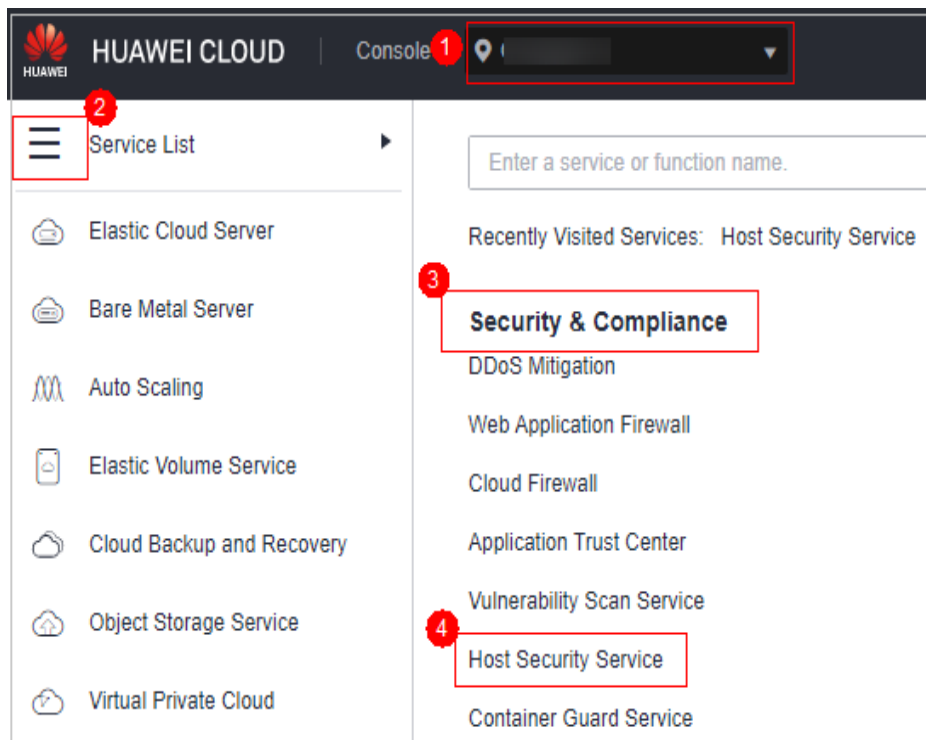 HUAWEI
HUAWEI CLOUD
Console
1
2
Service List
Elastic Cloud Server
Bare Metal Server
Auto Scaling
Elastic Volume Service
Cloud Backup and Recovery
Object Storage Service
Virtual Private Cloud
Enter a service or function name.
Recently Visited Services: Host Security Service
3
Security & Compliance
DDoS Mitigation
Web Application Firewall
Cloud Firewall
Application Trust Center
Vulnerability Scan Service
4
Host Security Service
Container Guard Service